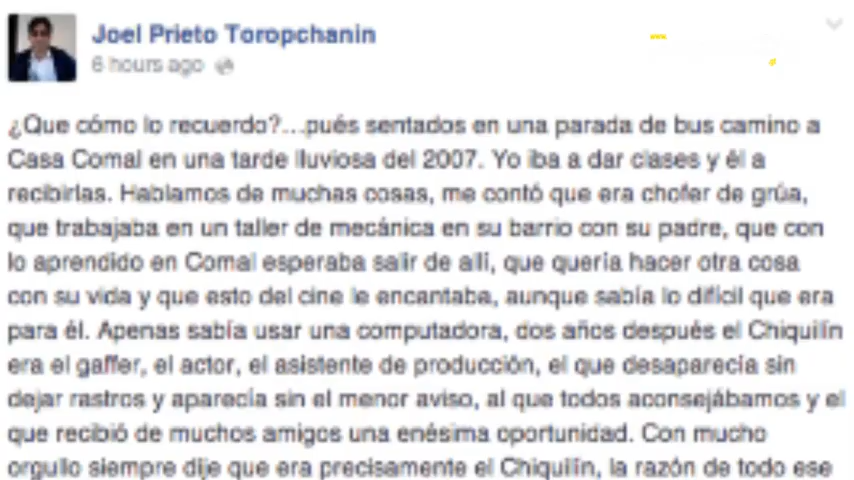 Joel Prieto Toropchanin
6 hours ago
¿Que cómo lo recuerdo?...pués sentados en una parada de bus camino a
Casa Comal en una tarde lluviosa del 2007. Yo iba a dar clases y él a
recibirlas. Hablamos de muchas cosas, me contó que era chofer de grúa,
que trabajaba en un taller de mecánica en su barrio con su padre, que con
lo aprendido en Comal esperaba salir de allí, que quería hacer otra cosa
con su vida y que esto del cine le encantaba, aunque sabía lo difícil que era
para él. Apenas sabía usar una computadora, dos años después el Chiquilín
era el gaffer, el actor, el asistente de producción, el que desaparecía sin
dejar rastros y aparecía sin el menor aviso, al que todos aconsejábamos y el
que recibió de muchos amigos una enésima oportunidad. Con mucho
orgullo siempre dije que era precisamente el Chiquilín, la razón de todo ese